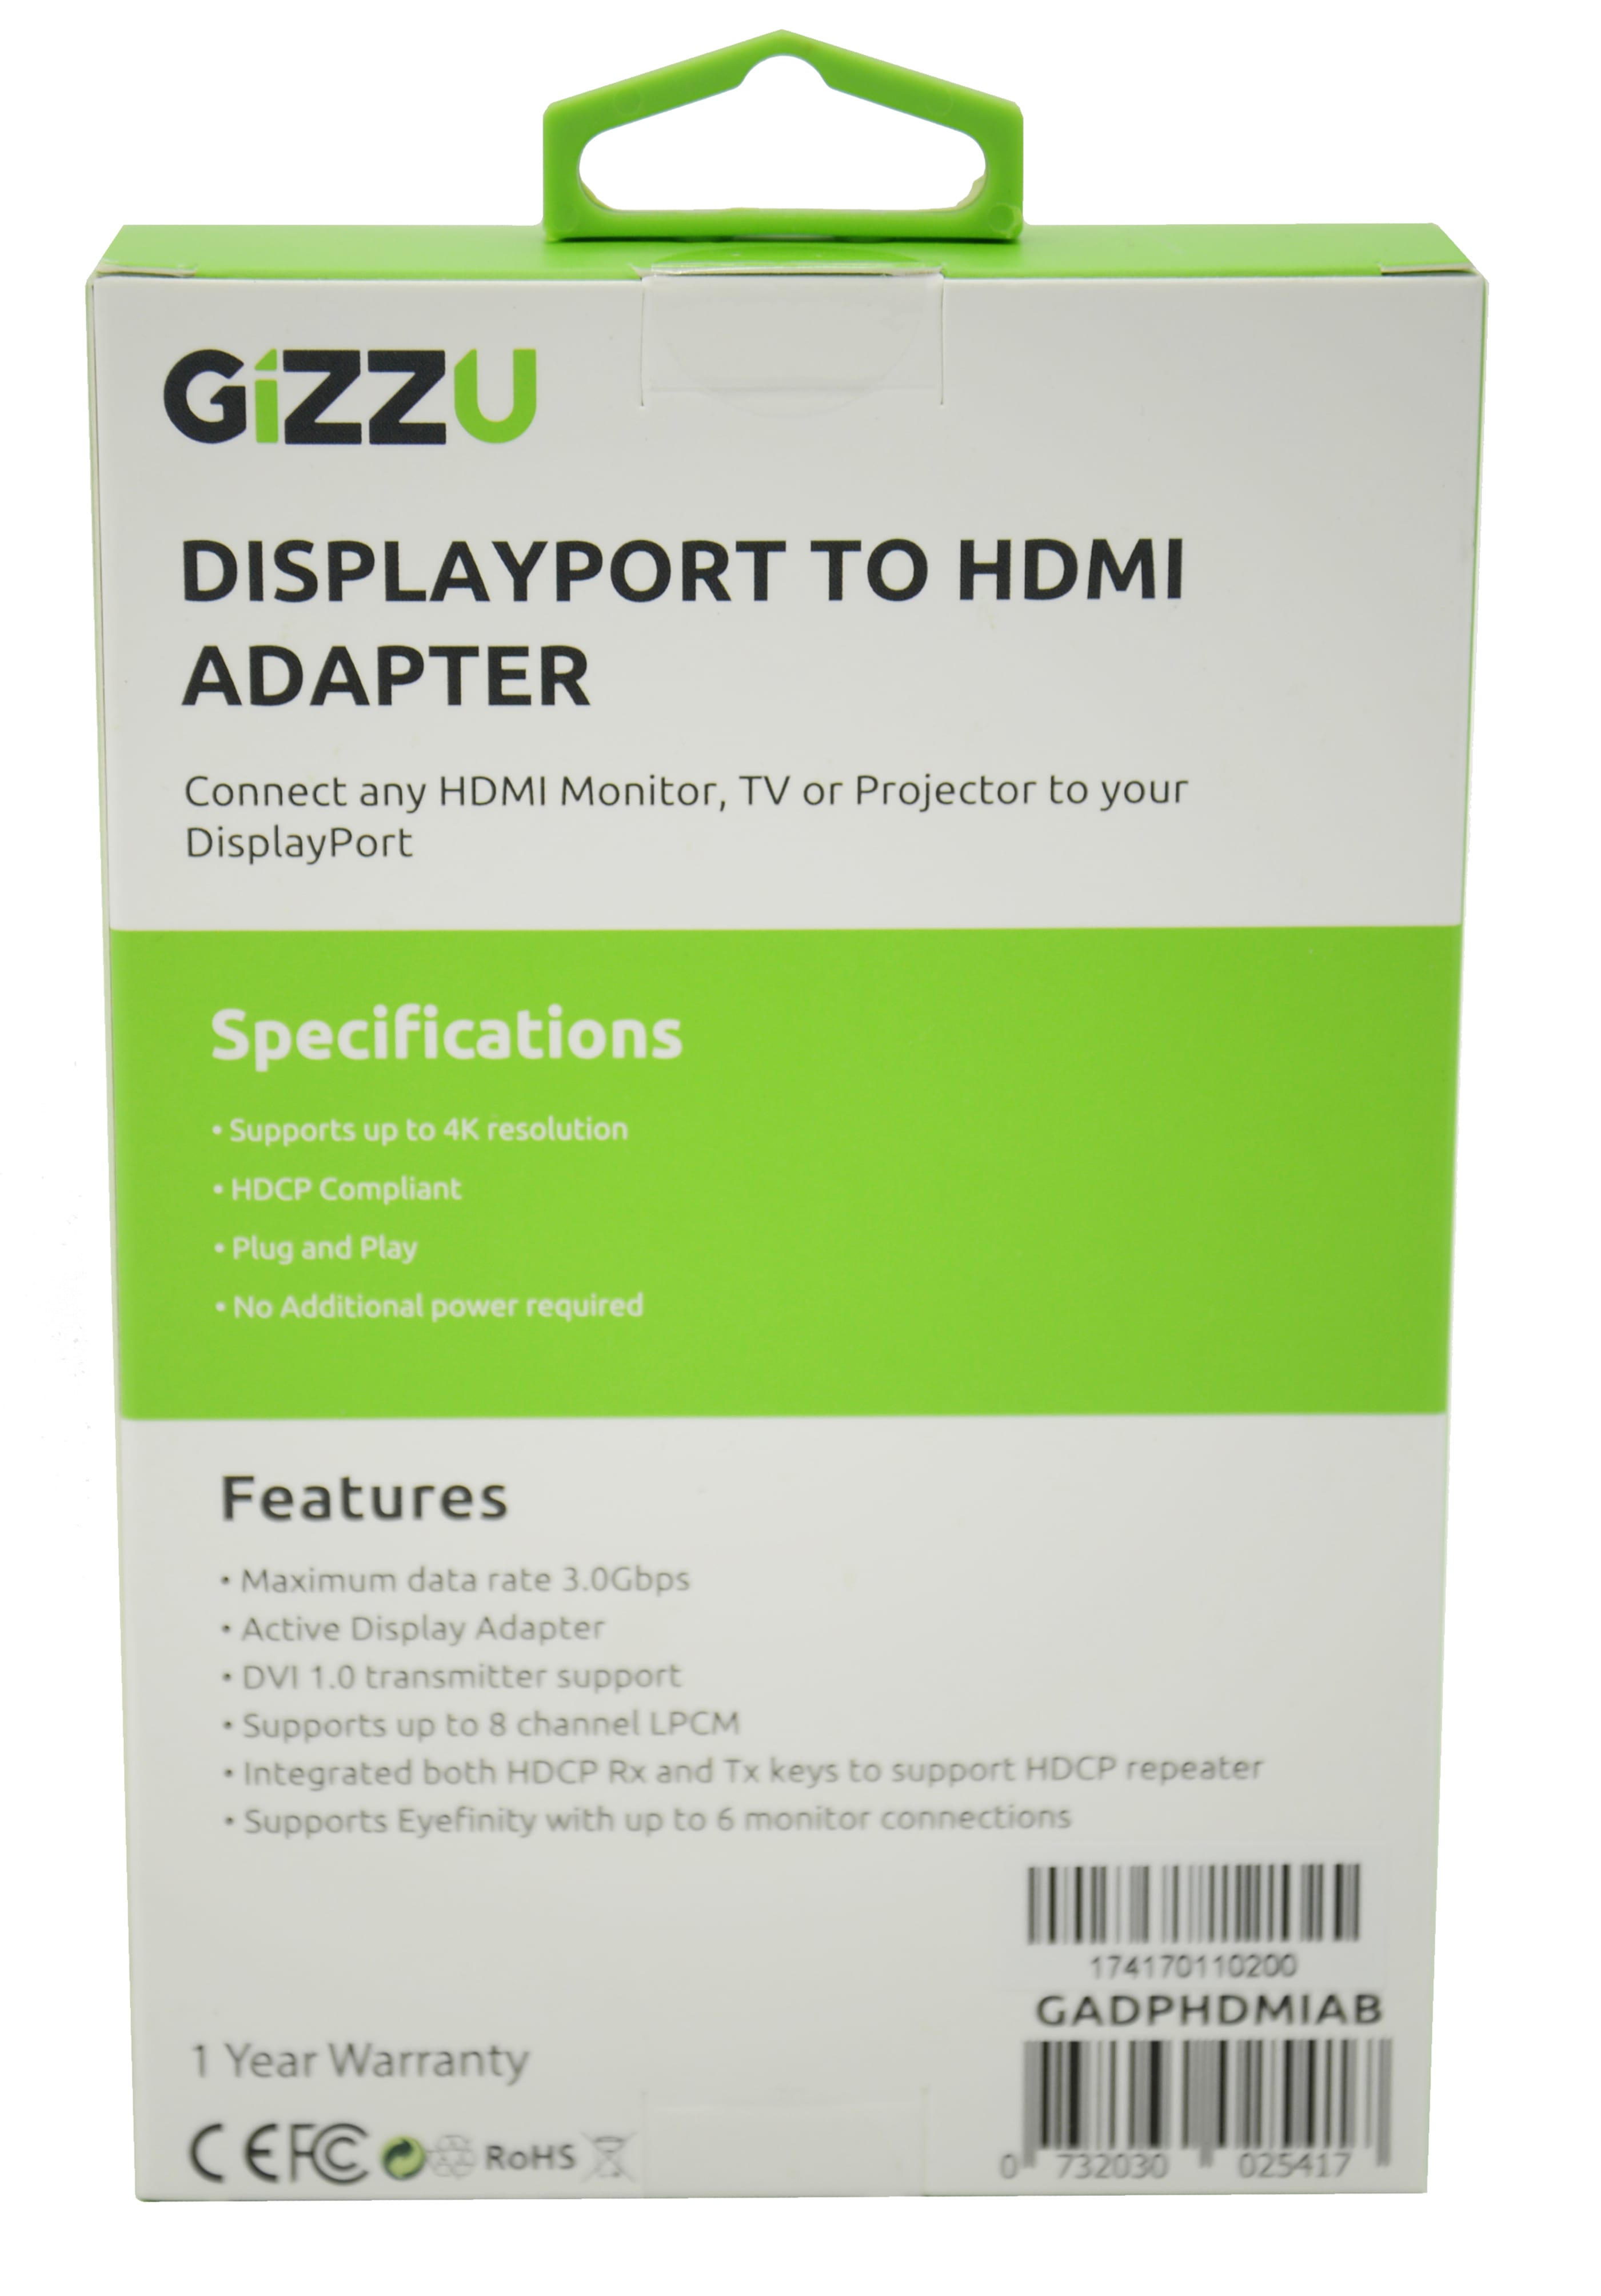 GiZZU
DISPLAYPORT TO HDMI
ADAPTER
Connect any HDMI Monitor, TV or Projector to your
DisplayPort
Specifications
• Supports up to 4K resolution
• HDCP Compliant
• Plug and Play
• No Additional power required
Features
• Maximum data rate 3.0Gbps
• Active Display Adapter
• DVI 1.0 transmitter support
• Supports up to 8 channel LPCM
• Integrated both HDCP Rx and Tx keys to support HDCP repeater
• Supports Eyefinity with up to 6 monitor connections
174170110200
GADPHDMIAB
1 Year Warranty
CE FC RoHS
0 732030 025417